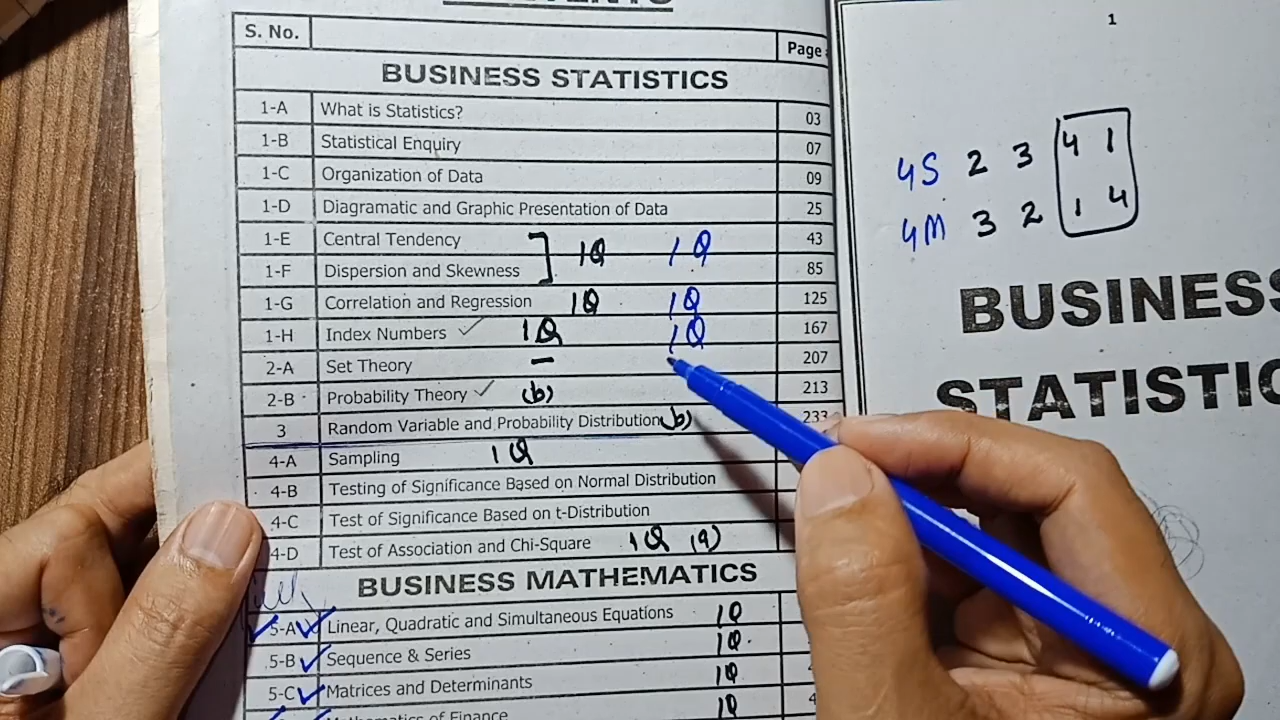 S. No. Page
BUSINESS STATISTICS
1-A What is Statistics? 03
1-B Statistical Enquiry 07
1-C Organization of Data 09
1-D Diagramatic and Graphic Presentation of Data 25
1-E Central Tendency 1Q 1Q 43
1-F Dispersion and Skewness 85
1-G Correlation and Regression 1Q 1Q 125
1-H Index Numbers ✓ 1Q 1Q 167
2-A Set Theory — 207
2-B Probability Theory ✓ (b) 213
3 Random Variable and Probability Distribution (b) 233
4-A Sampling 1Q
4-B Testing of Significance Based on Normal Distribution
4-C Test of Significance Based on t-Distribution
4-D Test of Association and Chi-Square 1Q (a)
BUSINESS MATHEMATICS
5-A Linear, Quadratic and Simultaneous Equations 1Q
5-B Sequence & Series 1Q
5-C Matrices and Determinants 1Q
Mathematics of Finance 1Q
1
4S 2 3 4 1
4M 3 2 1 4
BUSINESS
STATISTIC